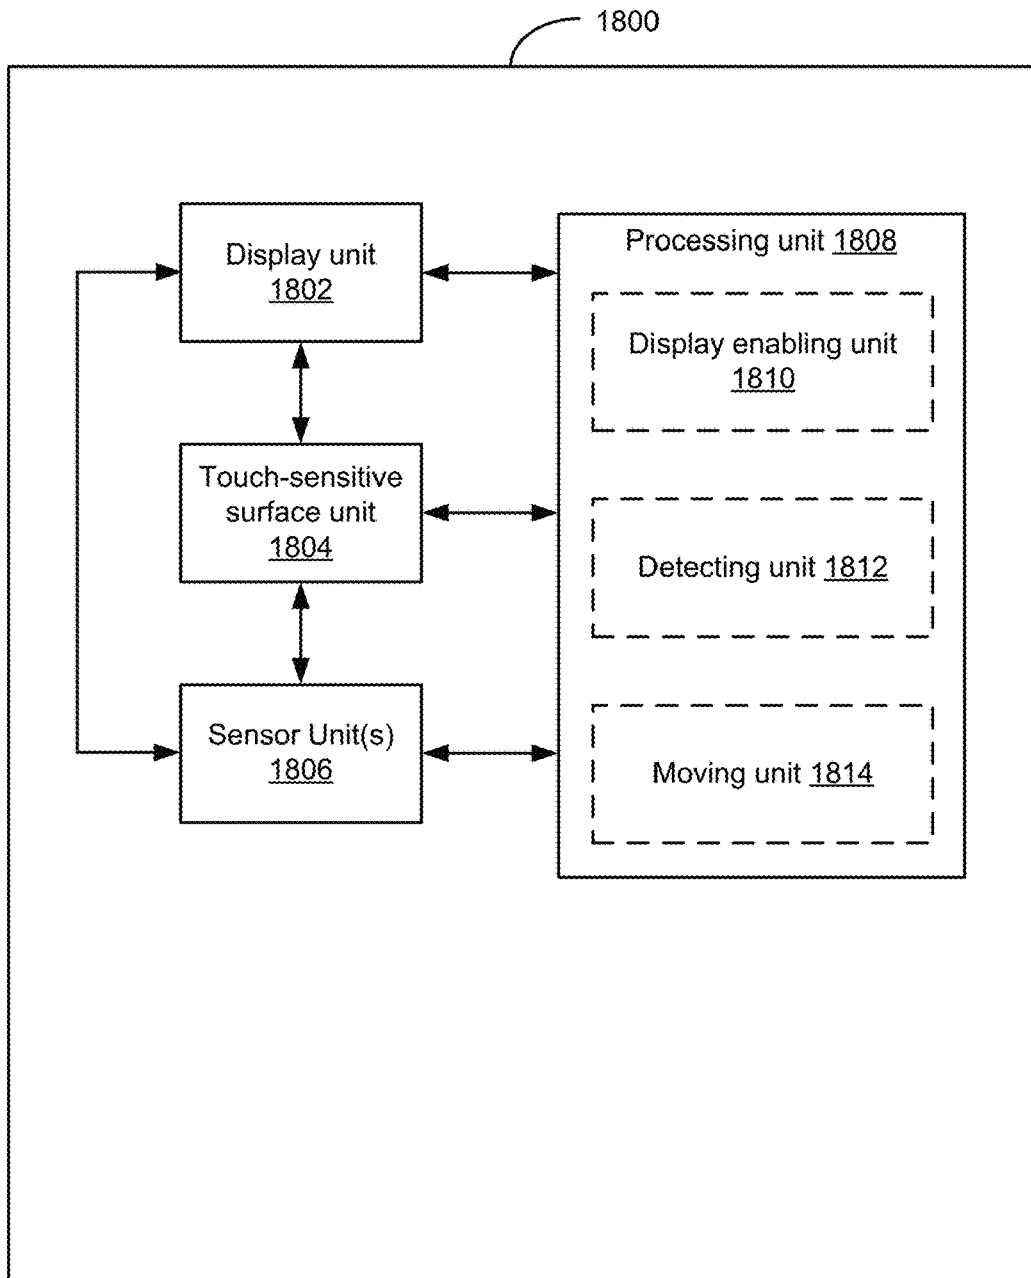 1800
Display unit
1802
Processing unit 1808
Display enabling unit
1810
Touch-sensitive
surface unit
1804
Detecting unit 1812
Sensor Unit(s)
1806
Moving unit 1814